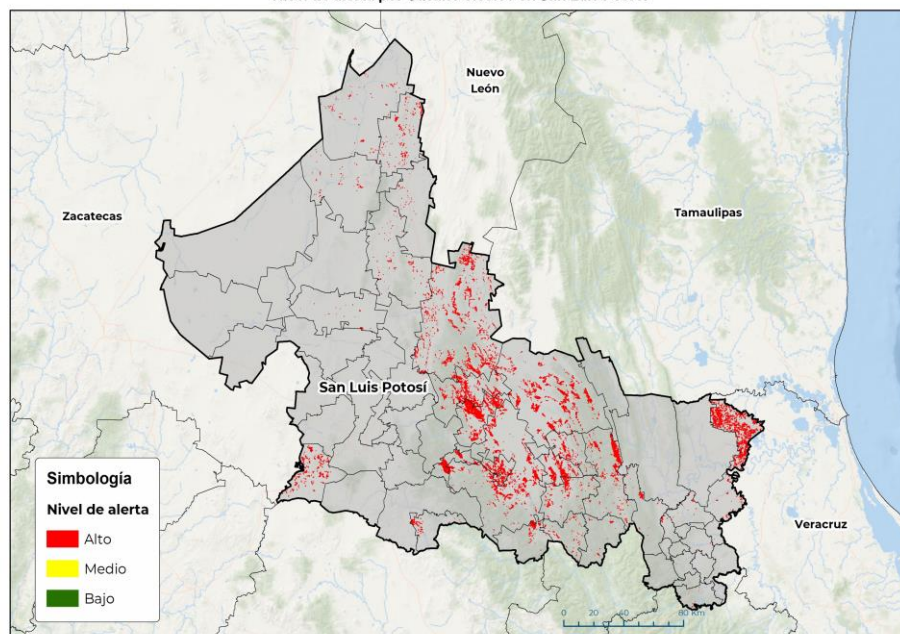 Nuevo
León
Zacatecas
Tamaulipas
San Luis Potosí
Veracruz
Simbología
Nivel de alerta
Alto
Medio
Bajo
0 20 40 60 80 Km